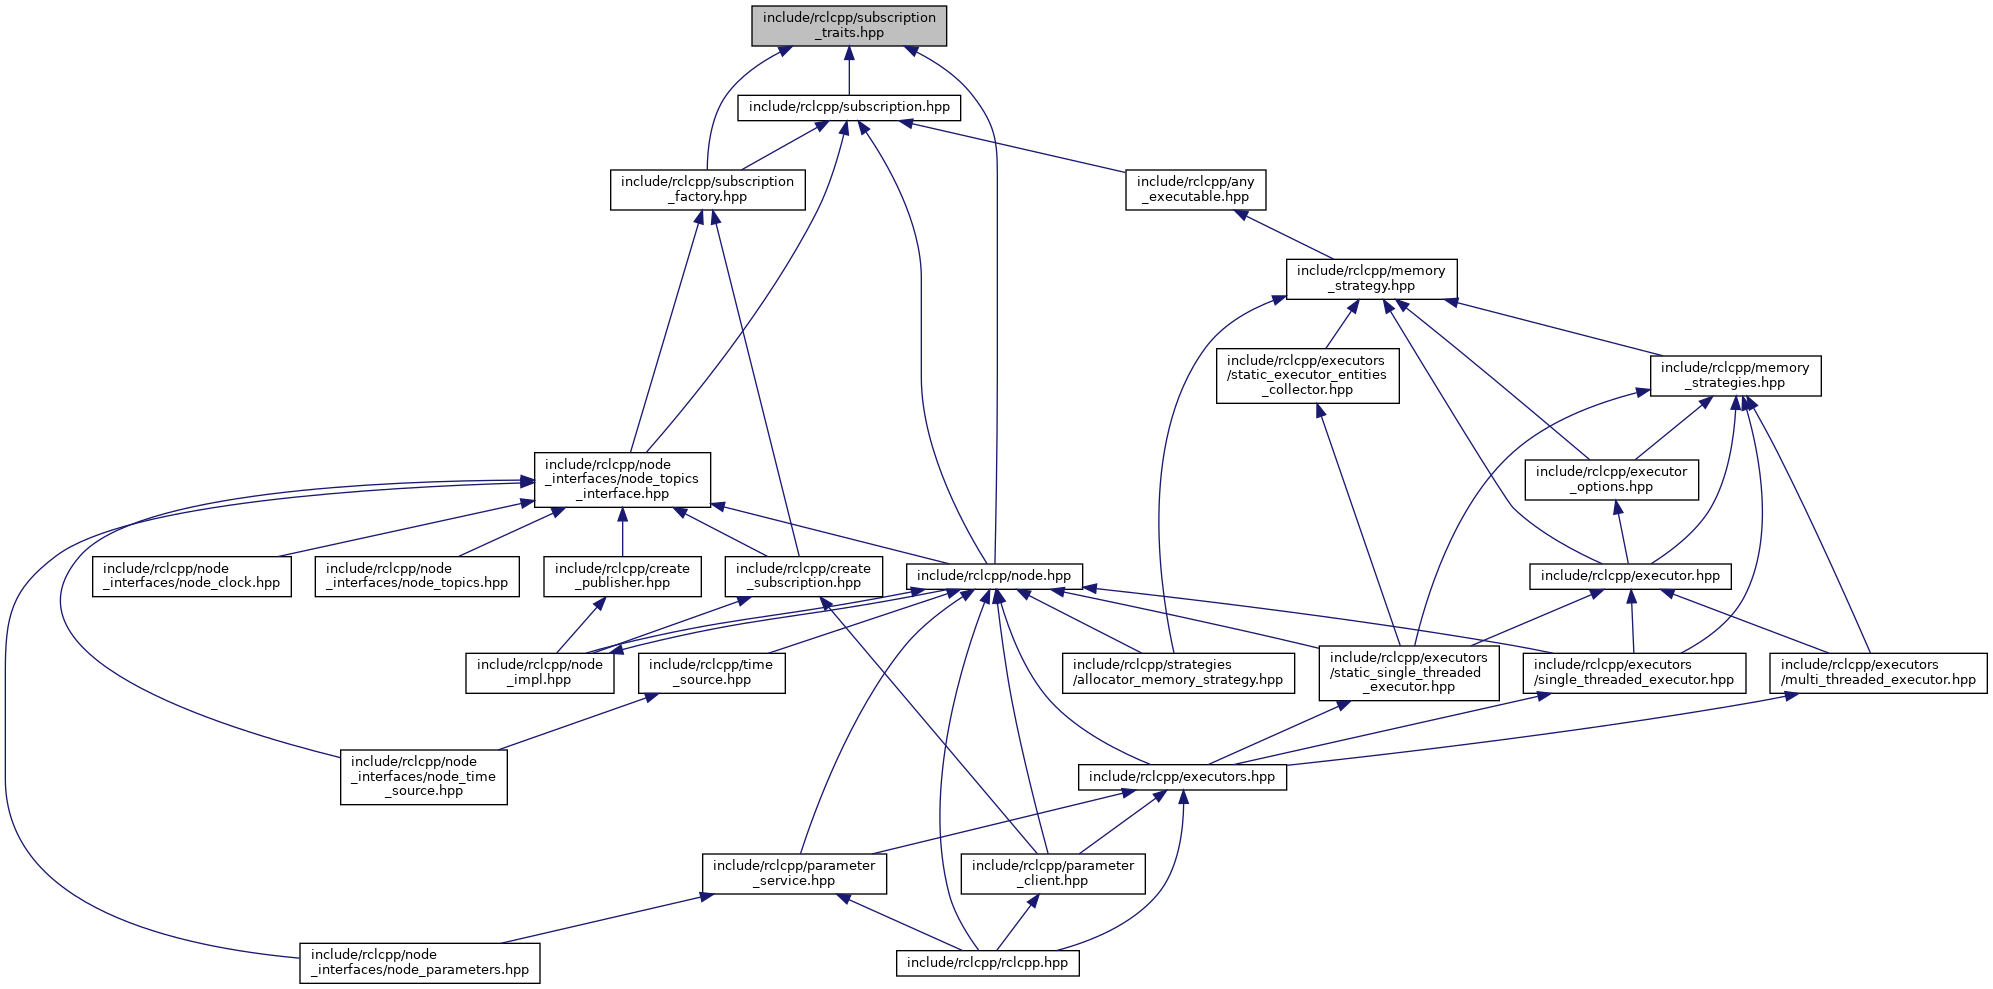 include/rclcpp/subscription
_traits.hpp
include/rclcpp/subscription.hpp
include/rclcpp/subscription
_factory.hpp
include/rclcpp/any
_executable.hpp
include/rclcpp/memory
_strategy.hpp
include/rclcpp/executors
/static_executor_entities
_collector.hpp
include/rclcpp/memory
_strategies.hpp
include/rclcpp/node
_interfaces/node_topics
_interface.hpp
include/rclcpp/executor
_options.hpp
include/rclcpp/node
_interfaces/node_clock.hpp
include/rclcpp/node
_interfaces/node_topics.hpp
include/rclcpp/create
_publisher.hpp
include/rclcpp/create
_subscription.hpp
include/rclcpp/node.hpp
include/rclcpp/executor.hpp
include/rclcpp/node
_impl.hpp
include/rclcpp/time
_source.hpp
include/rclcpp/strategies
/allocator_memory_strategy.hpp
include/rclcpp/executors
/static_single_threaded
_executor.hpp
include/rclcpp/executors
/single_threaded_executor.hpp
include/rclcpp/executors
/multi_threaded_executor.hpp
include/rclcpp/node
_interfaces/node_time
_source.hpp
include/rclcpp/executors.hpp
include/rclcpp/parameter
_service.hpp
include/rclcpp/parameter
_client.hpp
include/rclcpp/node
_interfaces/node_parameters.hpp
include/rclcpp/rclcpp.hpp